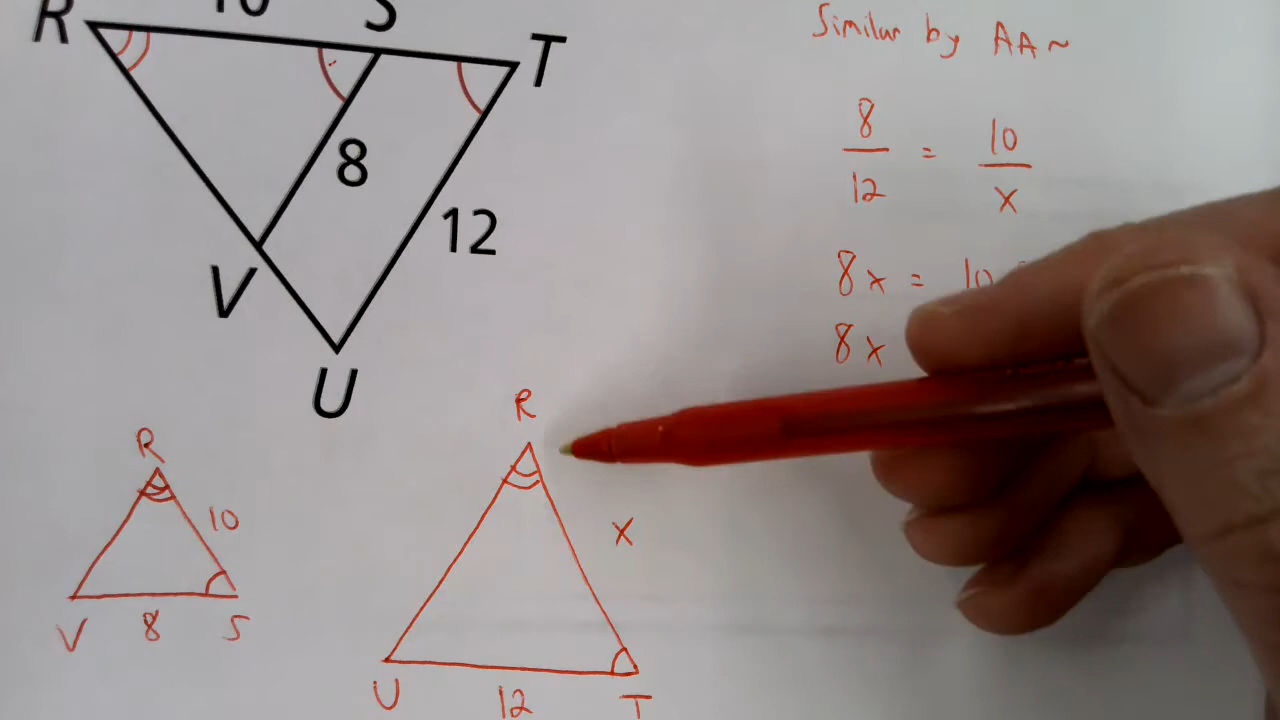 R 10 S T
8
12
V
U
Similar by AA~
8/12 = 10/x
8x = 10
8x
R
10
V 8 S
R
x
U 12 T